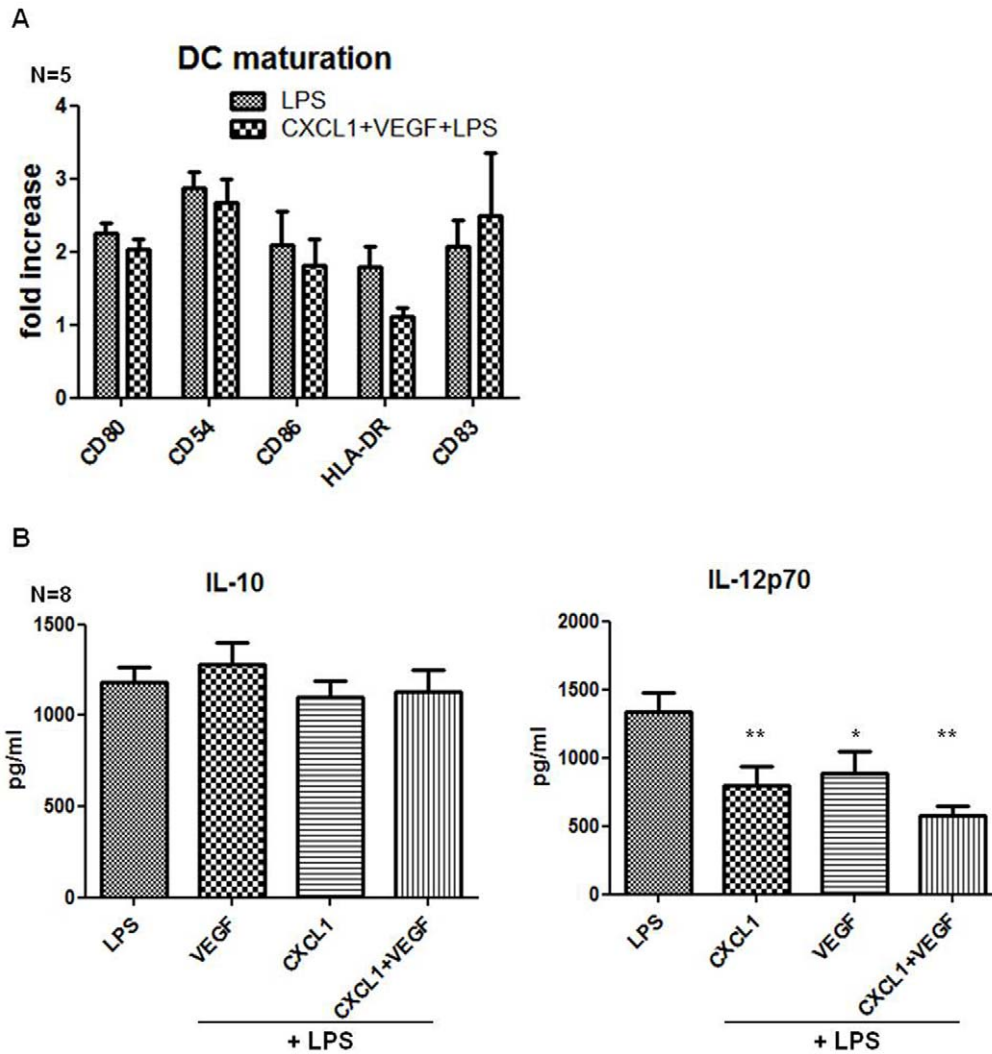 A
DC maturation
N=5
LPS
CXCL1+VEGF+LPS
fold increase
4
3
2
1
0
CD80
CD54
CD86
HLA-DR
CD83
B
N=8
IL-10
pg/ml
1500
1000
500
0
LPS
VEGF
CXCL1
CXCL1+VEGF
+ LPS
IL-12p70
pg/ml
2000
1500
1000
500
0
** * **
LPS
CXCL1
VEGF
CXCL1+VEGF
+ LPS